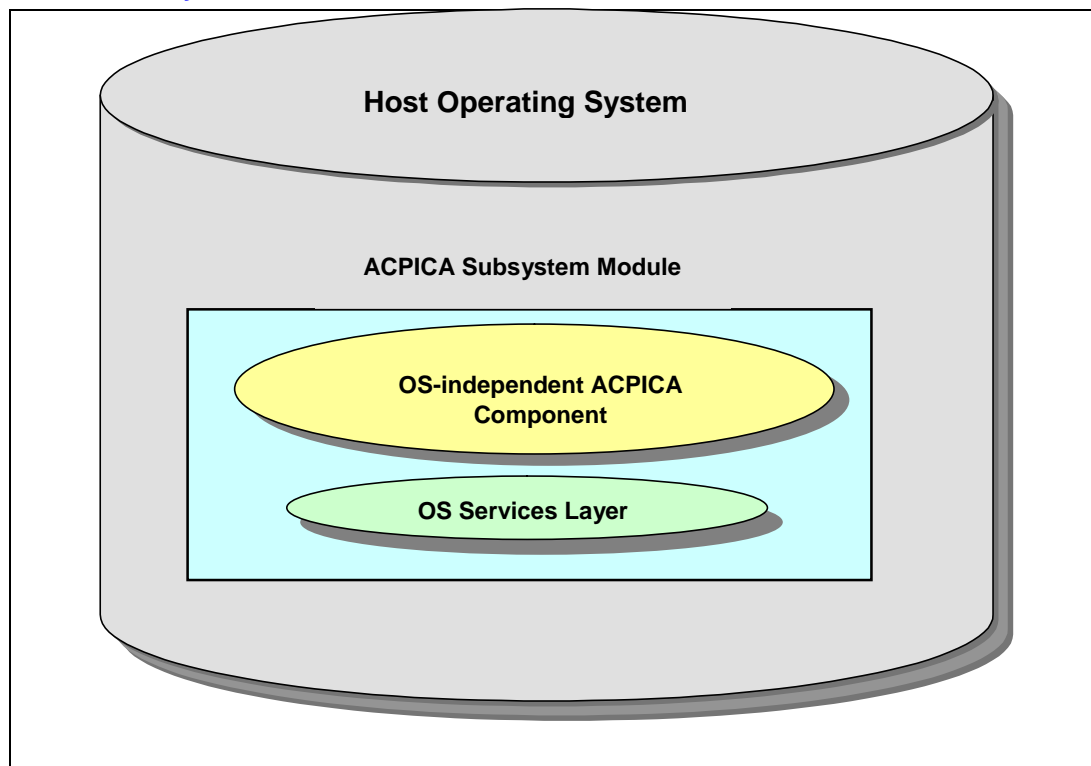 Host Operating System
ACPICA Subsystem Module
OS-independent ACPICA
Component
OS Services Layer